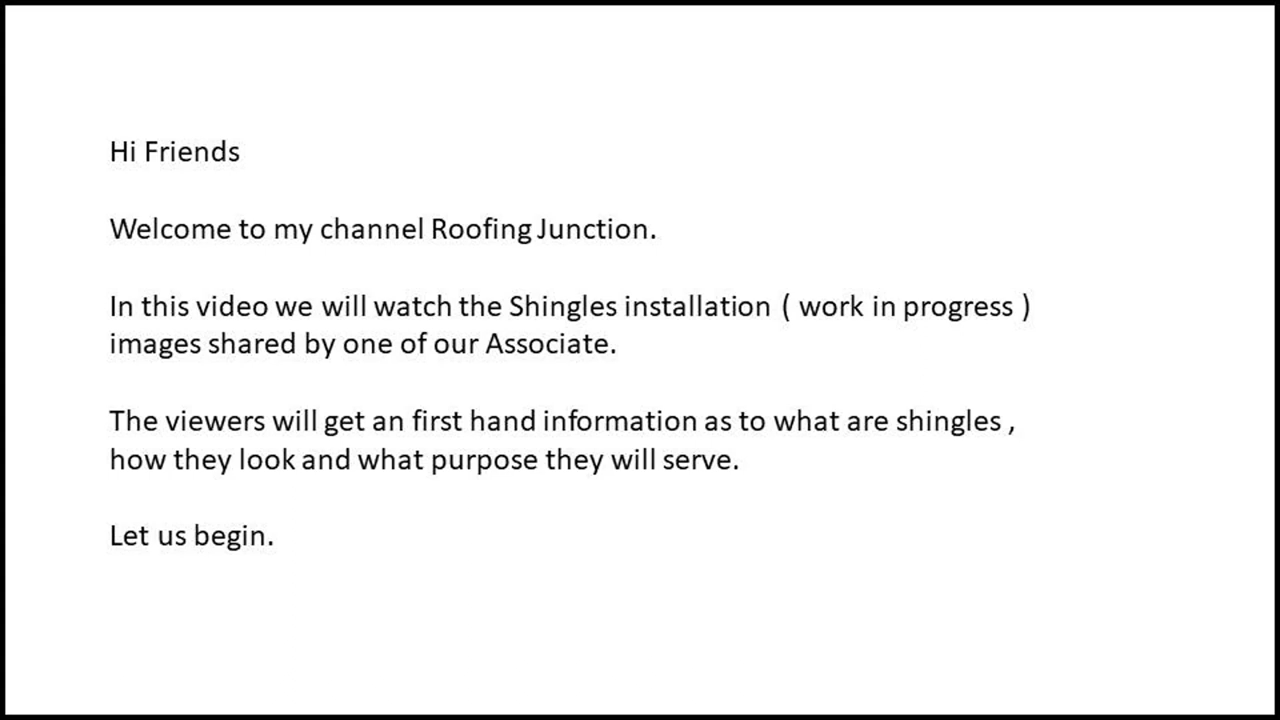 Hi Friends
Welcome to my channel Roofing Junction.
In this video we will watch the Shingles installation ( work in progress )
images shared by one of our Associate.
The viewers will get an first hand information as to what are shingles ,
how they look and what purpose they will serve.
Let us begin.